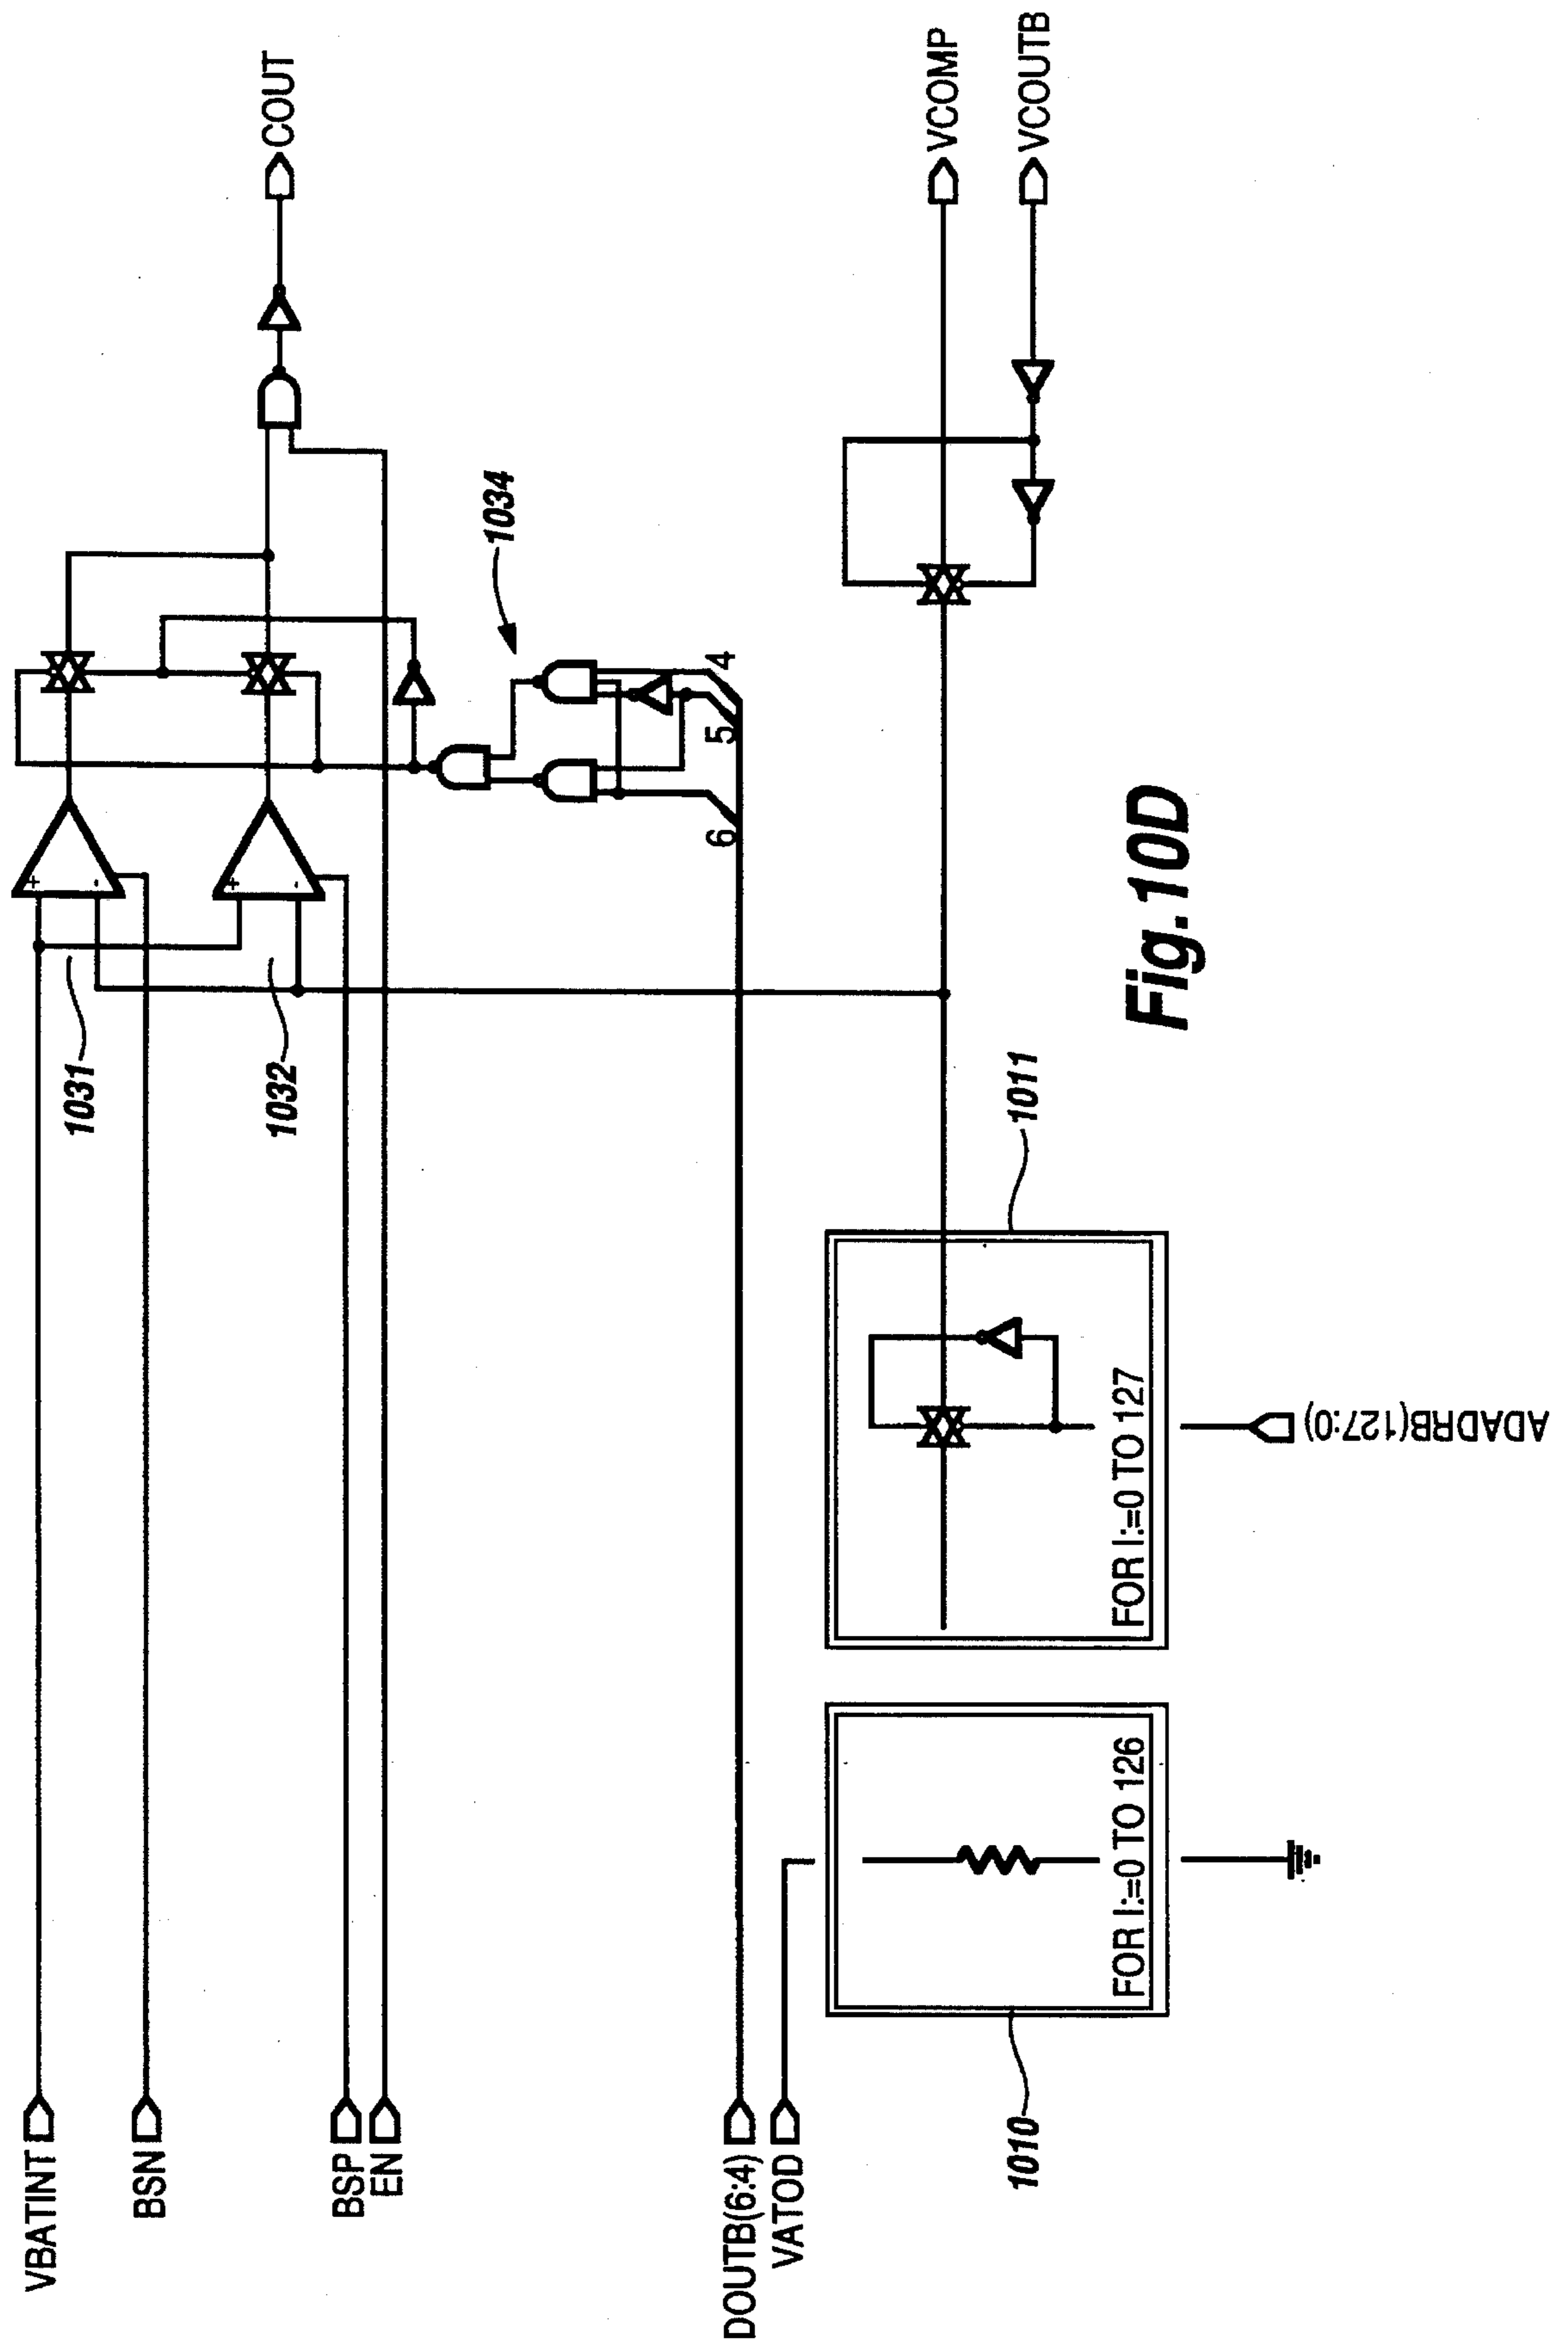 VBATINT
BSN
BSP
EN
DOUTB(6:4)
VATOD
1031
1032
1034
COUT
4
5
6
VCOMP
VCOUTB
1010
FOR I:=0 TO 126
1011
FOR I:=0 TO 127
ADADRB(127:0)
+
-
+
-
Fig.10D